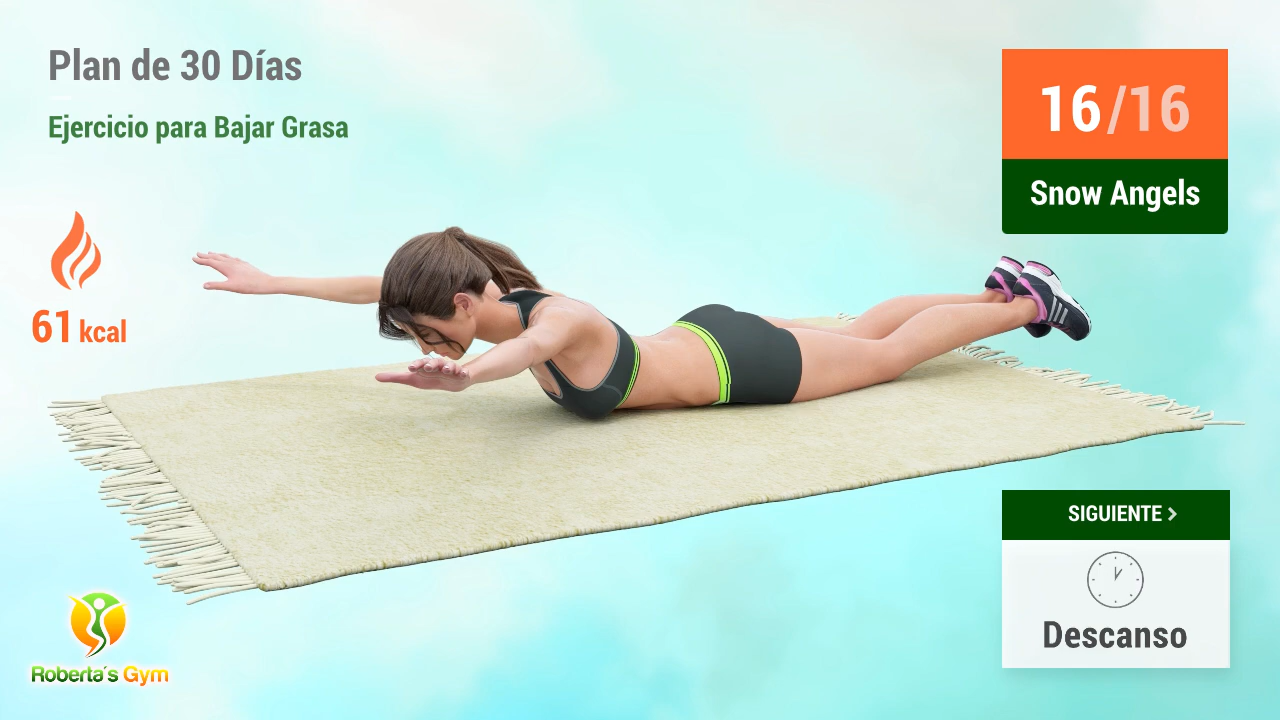 Plan de 30 Días
Ejercicio para Bajar Grasa
16/16
Snow Angels
61 kcal
SIGUIENTE >
Descanso
Roberta´s Gym